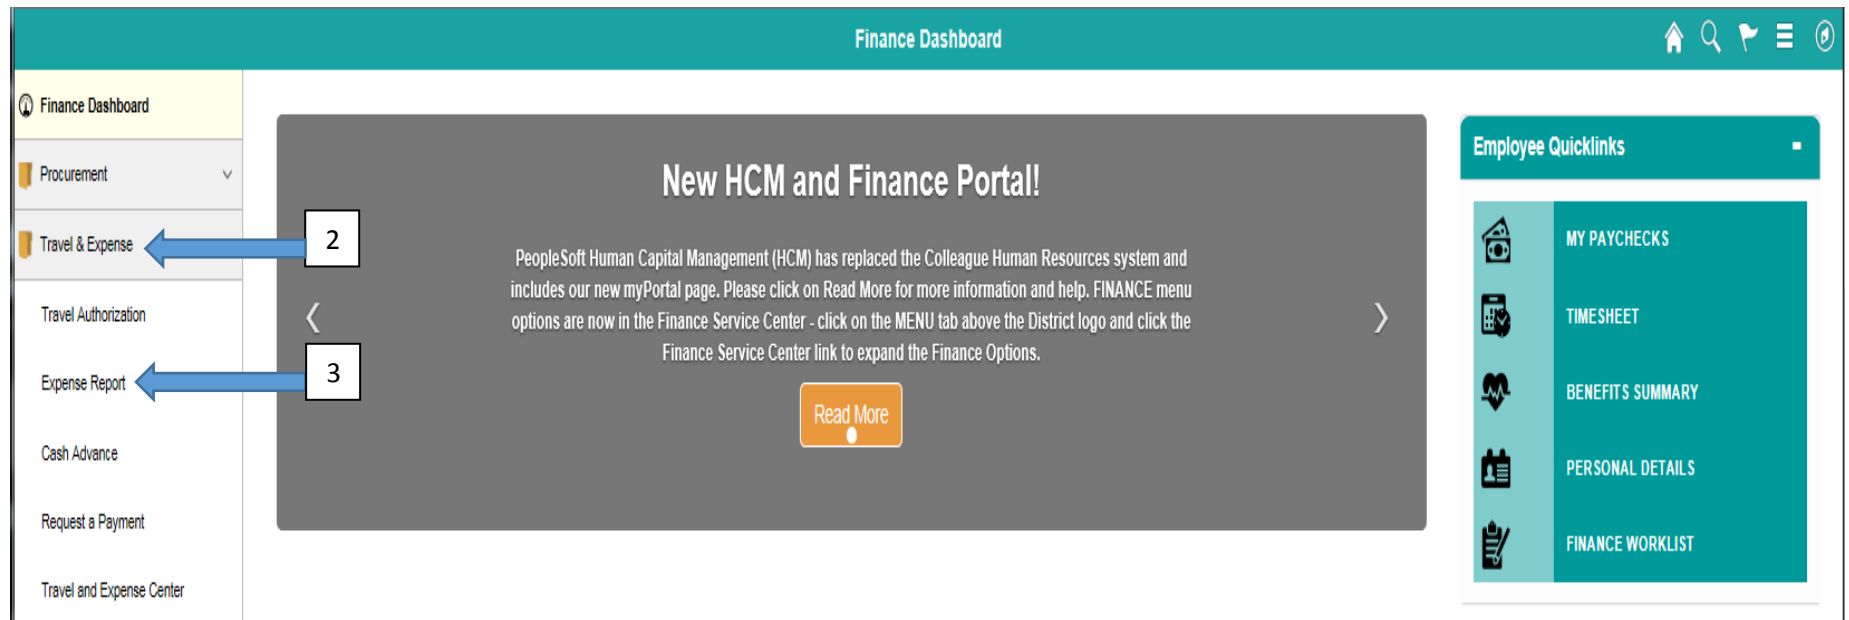 Finance Dashboard
Finance Dashboard
Procurement
Travel & Expense
Travel Authorization
Expense Report
Cash Advance
Request a Payment
Travel and Expense Center
2
3
New HCM and Finance Portal!
PeopleSoft Human Capital Management (HCM) has replaced the Colleague Human Resources system and
includes our new myPortal page. Please click on Read More for more information and help. FINANCE menu
options are now in the Finance Service Center - click on the MENU tab above the District logo and click the
Finance Service Center link to expand the Finance Options.
Read More
Employee Quicklinks
MY PAYCHECKS
TIMESHEET
BENEFITS SUMMARY
PERSONAL DETAILS
FINANCE WORKLIST